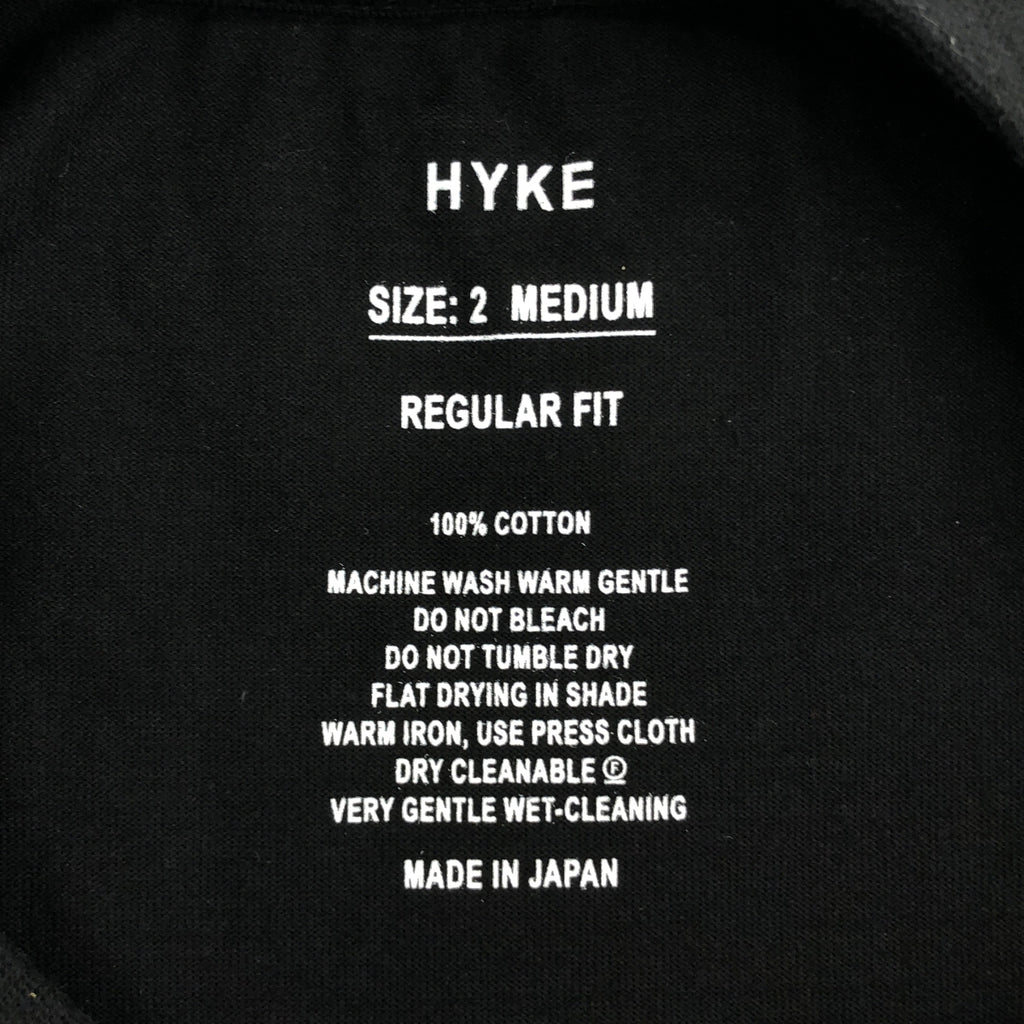 HYKE
SIZE: 2 MEDIUM
REGULAR FIT
100% COTTON
MACHINE WASH WARM GENTLE
DO NOT BLEACH
DO NOT TUMBLE DRY
FLAT DRYING IN SHADE
WARM IRON, USE PRESS CLOTH
DRY CLEANABLE Ⓕ
VERY GENTLE WET-CLEANING
MADE IN JAPAN